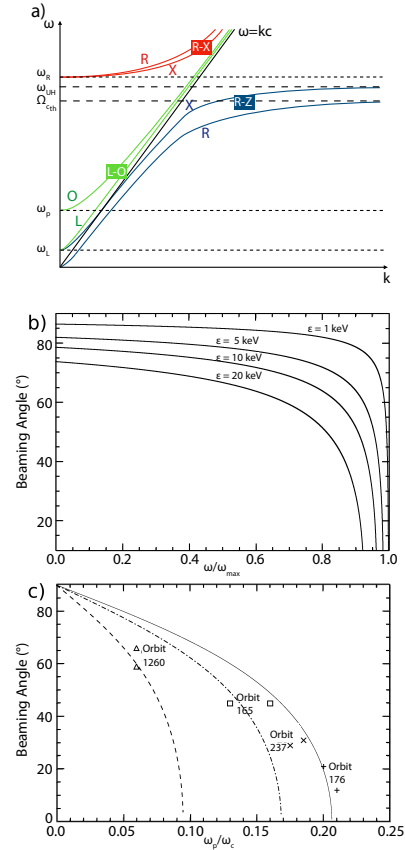 a)
ω
ω=kc
R
R-X
X
ω_R
ω_UH
Ω_cth
X
R-Z
R
L-O
O
L
ω_p
ω_L
k
b)
Beaming Angle (°)
80
60
40
20
ε = 1 keV
ε = 5 keV
ε = 10 keV
ε = 20 keV
0.0 0.2 0.4 0.6 0.8 1.0
ω/ω_max
c)
Beaming Angle (°)
80
60
40
20
0
Orbit
1260
Orbit
165
Orbit
237
Orbit
176
0.00 0.05 0.10 0.15 0.20 0.25
ω_p/ω_c